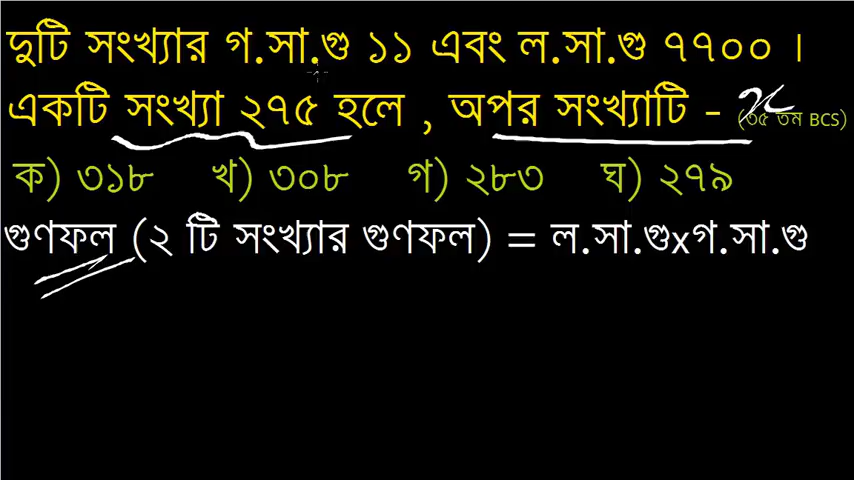 দুটি সংখ্যার গ.সা.গু ১১ এবং ল.সা.গু ৭৭০০ ।
একটি সংখ্যা ২৭৫ হলে , অপর সংখ্যাটি - x (৩৫ তম BCS)
ক) ৩১৮ খ) ৩০৮ গ) ২৮৩ ঘ) ২৭৯
গুণফল (২ টি সংখ্যার গুণফল) = ল.সা.গুxগ.সা.গু